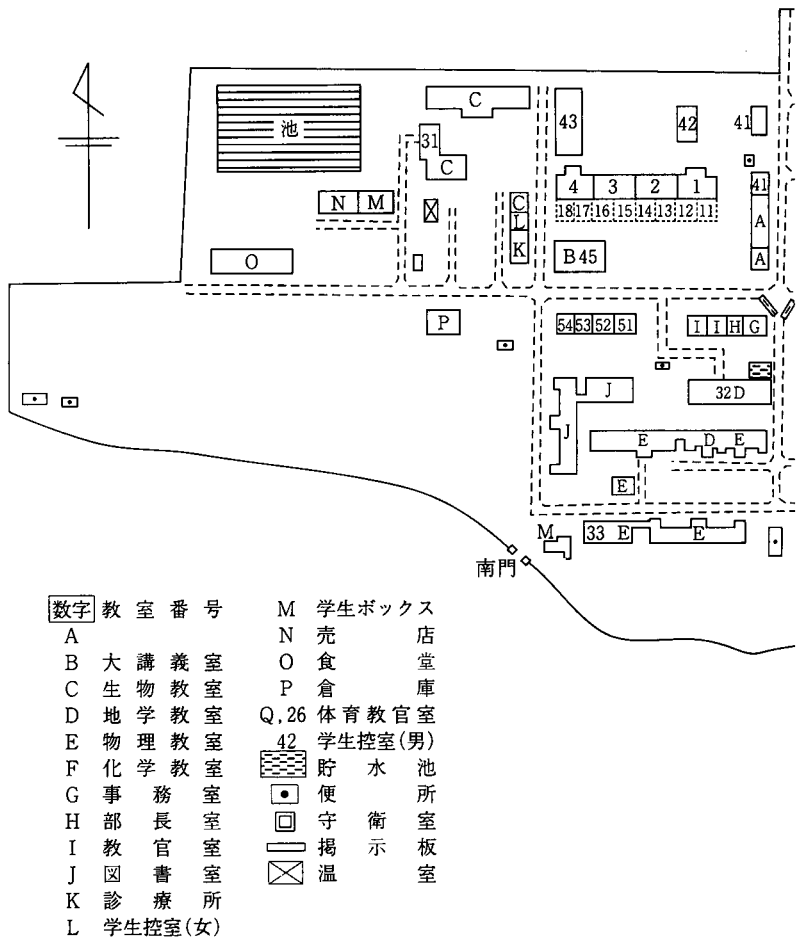 C
池
31
C
43
42
41
4 3 2 1
18 17 16 15 14 13 12 11
41
A
A
N M
C
L
K
B 45
O
P
54 53 52 51
I I H G
32D
J
J
E D E
E
M
33 E E
南門
数字 教室番号
A
B 大講義室
C 生物教室
D 地学教室
E 物理教室
F 化学教室
G 事務室
H 部長室
I 教官室
J 図書室
K 診療所
L 学生控室(女)
M 学生ボックス
N 売店
O 食堂
P 倉庫
Q,26 体育教官室
42 学生控室(男)
貯水池
便所
守衛室
掲示板
温室